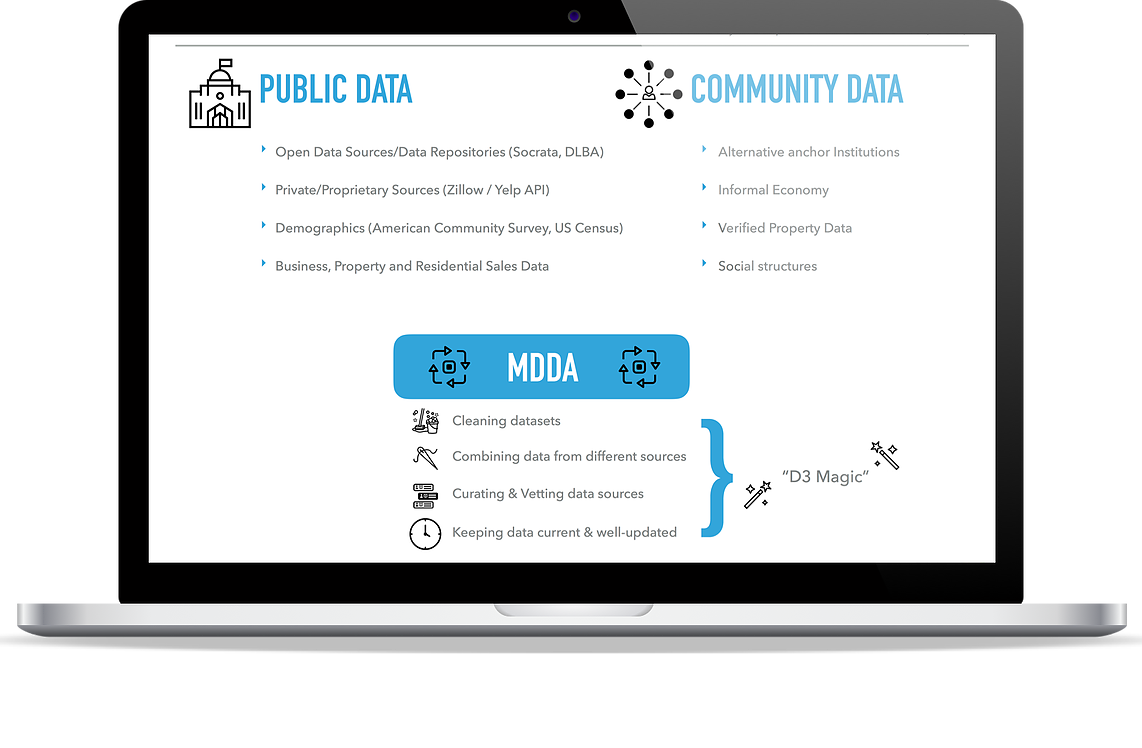 PUBLIC DATA
Open Data Sources/Data Repositories (Socrata, DLBA)
Private/Proprietary Sources (Zillow / Yelp API)
Demographics (American Community Survey, US Census)
Business, Property and Residential Sales Data
COMMUNITY DATA
Alternative anchor Institutions
Informal Economy
Verified Property Data
Social structures
MDDA
Cleaning datasets
Combining data from different sources
Curating & Vetting data sources
Keeping data current & well-updated
"D3 Magic"